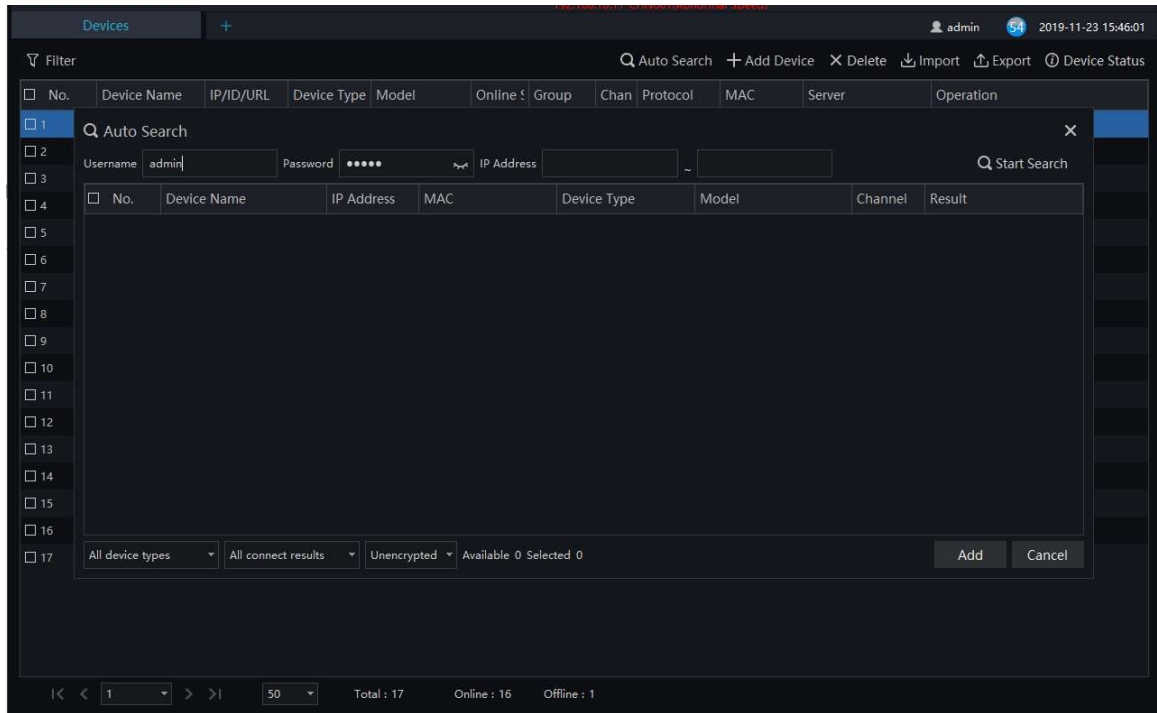 Devices + admin 54 2019-11-23 15:46:01
Filter Auto Search Add Device Delete Import Export Device Status
No. Device Name IP/ID/URL Device Type Model Online Group Chan Protocol MAC Server Operation
1
Auto Search
2
Username admin Password ••••• IP Address ~ Start Search
3
No. Device Name IP Address MAC Device Type Model Channel Result
4
5
6
7
8
9
10
11
12
13
14
15
16
17
All device types All connect results Unencrypted Available 0 Selected 0 Add Cancel
1 50 Total : 17 Online : 16 Offline : 1